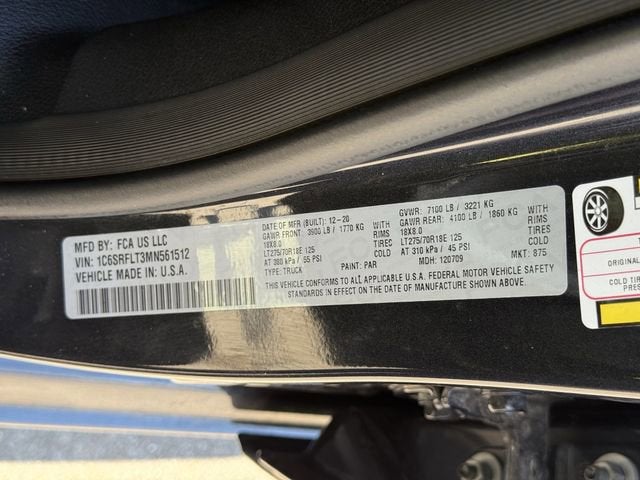 MFD BY: FCA US LLC
VIN: 1C6SRFLT3MN561512
VEHICLE MADE IN U.S.A.
DATE OF MFR (BUILT): 12-20
GAWR FRONT: 3900 LB / 1770 KG WITH
18X8.0 RIMS
LT275/70R18E 125
AT 380 kPa / 55 PSI COLD
TYPE: TRUCK PAINT: PAR
GVWR: 7100 LB / 3221 KG
GAWR REAR: 4100 LB / 1860 KG WITH
18X8.0 RIMS
LT275/70R18E 125
AT 310 kPa / 45 PSI COLD
MDH: 120709 MKT: 875
THIS VEHICLE CONFORMS TO ALL APPLICABLE U.S.A. FEDERAL MOTOR VEHICLE SAFETY
STANDARDS IN EFFECT ON THE DATE OF MANUFACTURE SHOWN ABOVE.
ORIGINAL
COLD TI
PRES